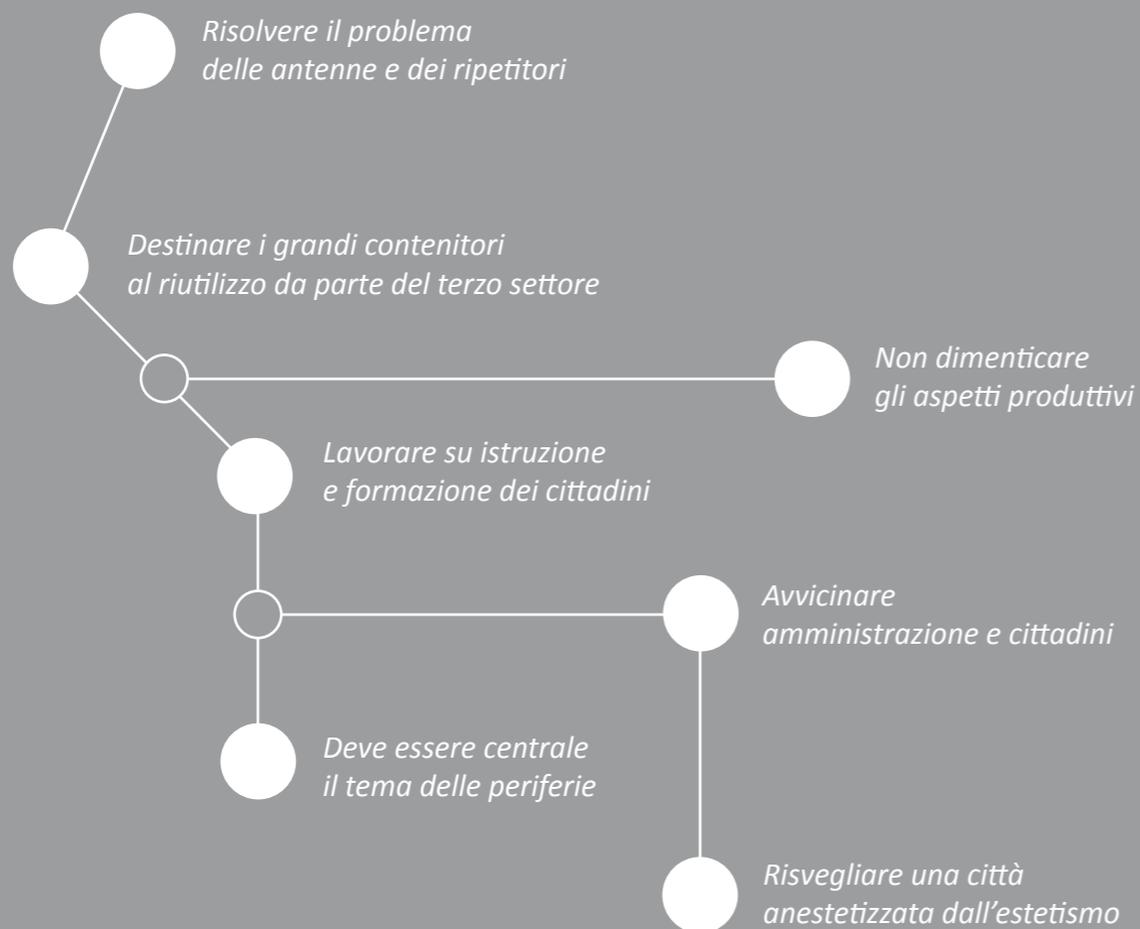 Risolvere il problema
delle antenne e dei ripetitori
Destinare i grandi contenitori
al riutilizzo da parte del terzo settore
Non dimenticare
gli aspetti produttivi
Lavorare su istruzione
e formazione dei cittadini
Avvicinare
amministrazione e cittadini
Deve essere centrale
il tema delle periferie
Risvegliare una città
anestetizzata dall’estetismo